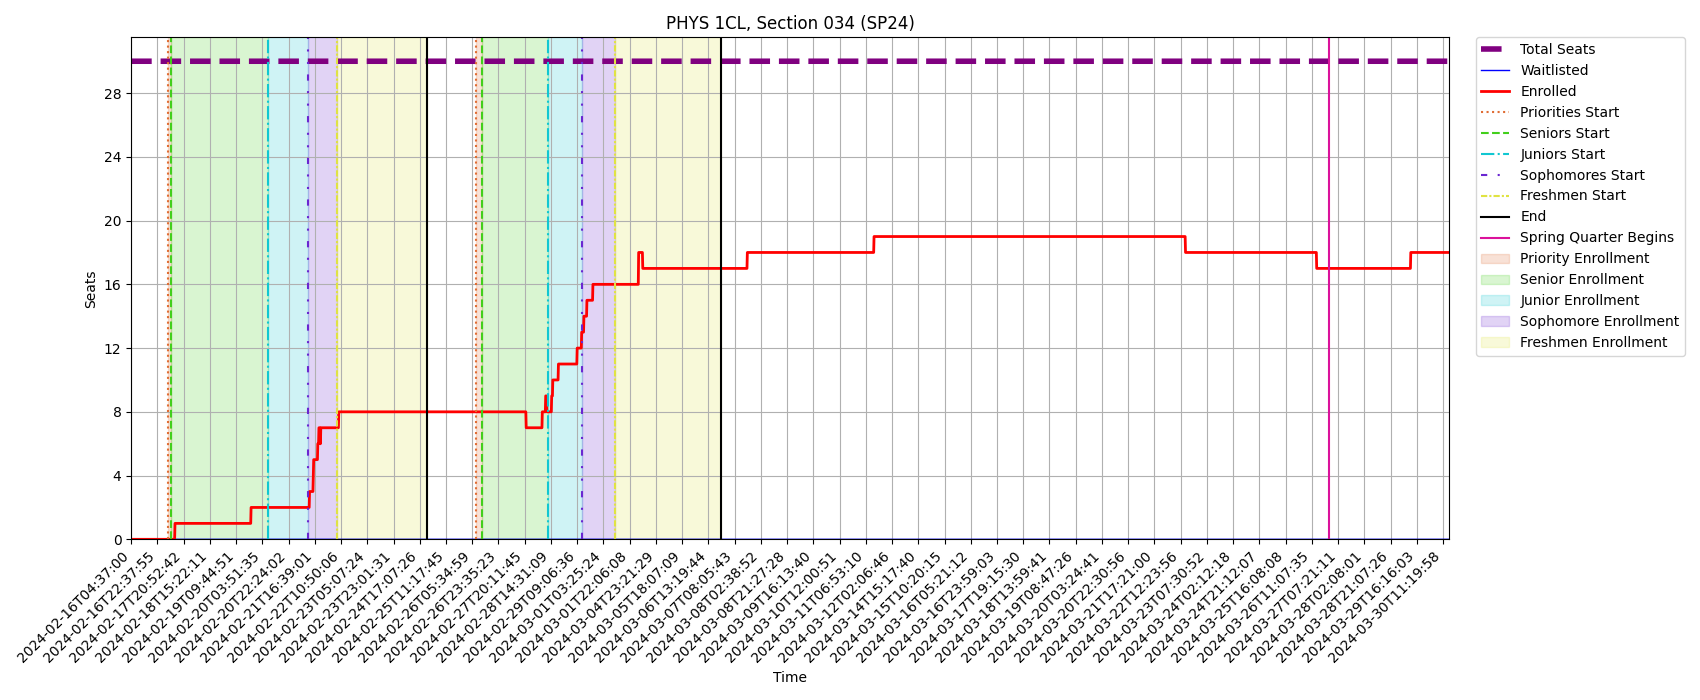 PHYS 1CL, Section 034 (SP24)
Seats
28
24
20
16
12
8
4
0
2024-02-16T04:37:00
2024-02-16T22:37:55
2024-02-17T20:52:42
2024-02-18T15:22:11
2024-02-19T09:44:51
2024-02-20T03:51:35
2024-02-20T22:24:02
2024-02-21T16:39:01
2024-02-22T10:50:06
2024-02-23T05:07:24
2024-02-23T23:01:31
2024-02-24T17:07:26
2024-02-25T11:17:45
2024-02-26T05:34:59
2024-02-26T23:35:23
2024-02-27T20:11:45
2024-02-28T14:31:09
2024-02-29T09:06:36
2024-03-01T03:25:24
2024-03-01T22:06:08
2024-03-04T23:21:29
2024-03-05T18:07:09
2024-03-06T13:19:44
2024-03-07T08:05:43
2024-03-08T02:38:52
2024-03-08T21:27:28
2024-03-09T16:13:40
2024-03-10T12:00:51
2024-03-11T06:53:10
2024-03-12T02:06:46
2024-03-14T15:17:40
2024-03-15T10:20:15
2024-03-16T05:21:12
2024-03-16T23:59:03
2024-03-17T19:15:30
2024-03-18T13:59:41
2024-03-19T08:47:26
2024-03-20T03:24:41
2024-03-20T22:30:56
2024-03-21T17:21:00
2024-03-22T12:23:56
2024-03-23T07:30:52
2024-03-24T02:12:18
2024-03-24T21:12:07
2024-03-25T16:08:08
2024-03-26T11:07:35
2024-03-27T07:21:11
2024-03-28T02:08:01
2024-03-28T21:07:26
2024-03-29T16:16:03
2024-03-30T11:19:58
Time
Total Seats
Waitlisted
Enrolled
Priorities Start
Seniors Start
Juniors Start
Sophomores Start
Freshmen Start
End
Spring Quarter Begins
Priority Enrollment
Senior Enrollment
Junior Enrollment
Sophomore Enrollment
Freshmen Enrollment